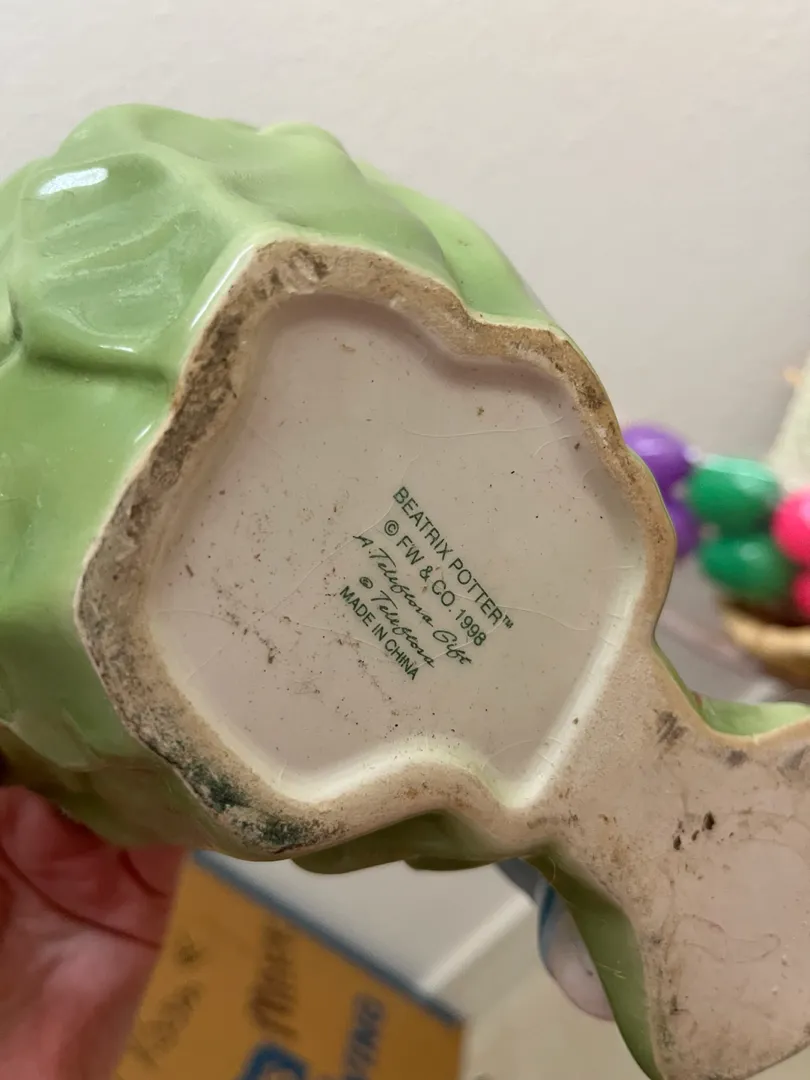 BEATRIX POTTER™
© FW & CO. 1998
A Teleflora Gift
© Teleflora
MADE IN CHINA